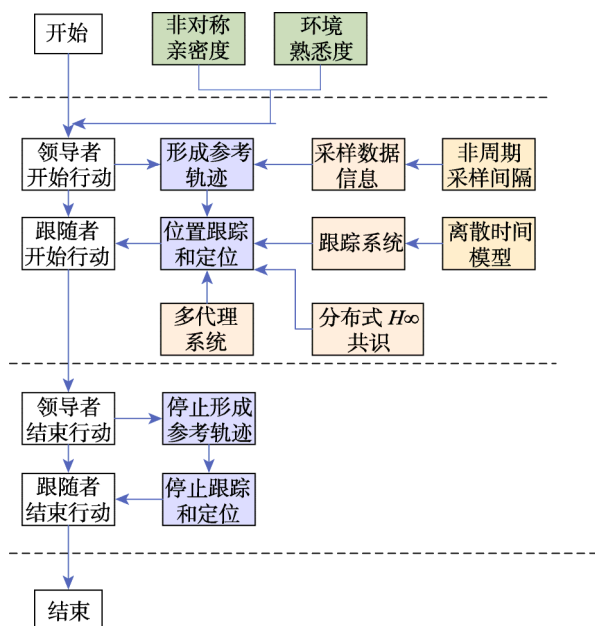 开始
非对称
亲密度
环境
熟悉度
领导者
开始行动
形成参考
轨迹
采样数据
信息
非周期
采样间隔
跟随者
开始行动
位置跟踪
和定位
跟踪系统
离散时间
模型
多代理
系统
分布式 H∞
共识
领导者
结束行动
停止形成
参考轨迹
跟随者
结束行动
停止跟踪
和定位
结束